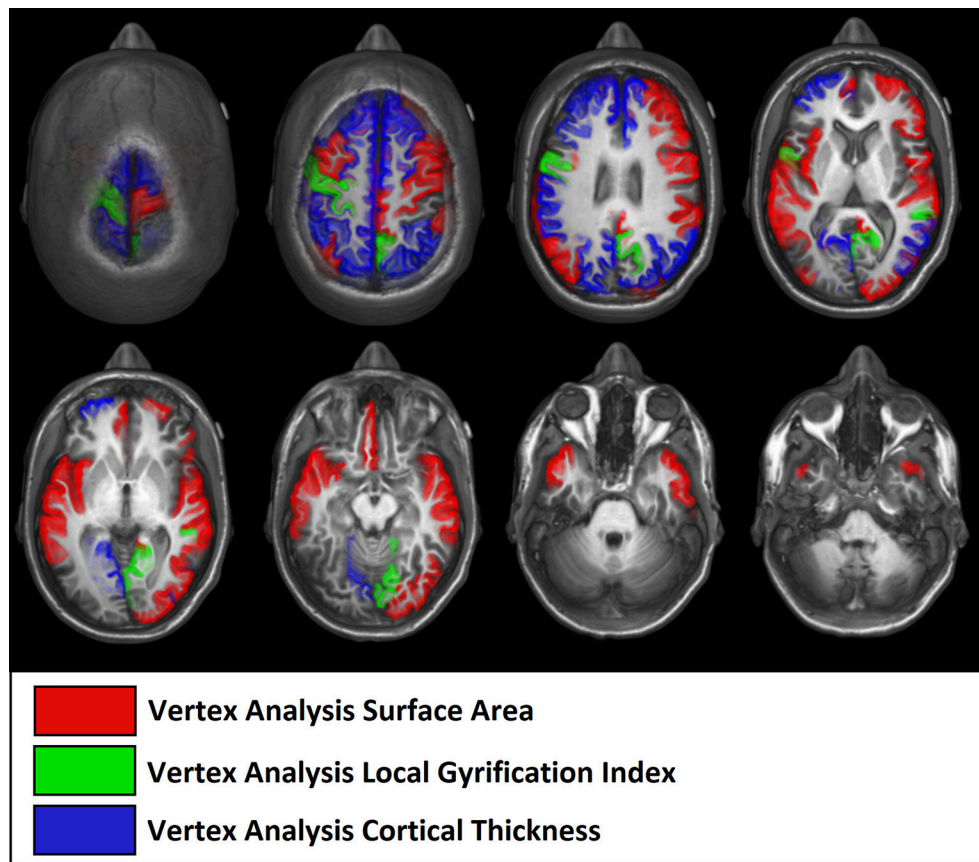 Vertex Analysis Surface Area
Vertex Analysis Local Gyrification Index
Vertex Analysis Cortical Thickness